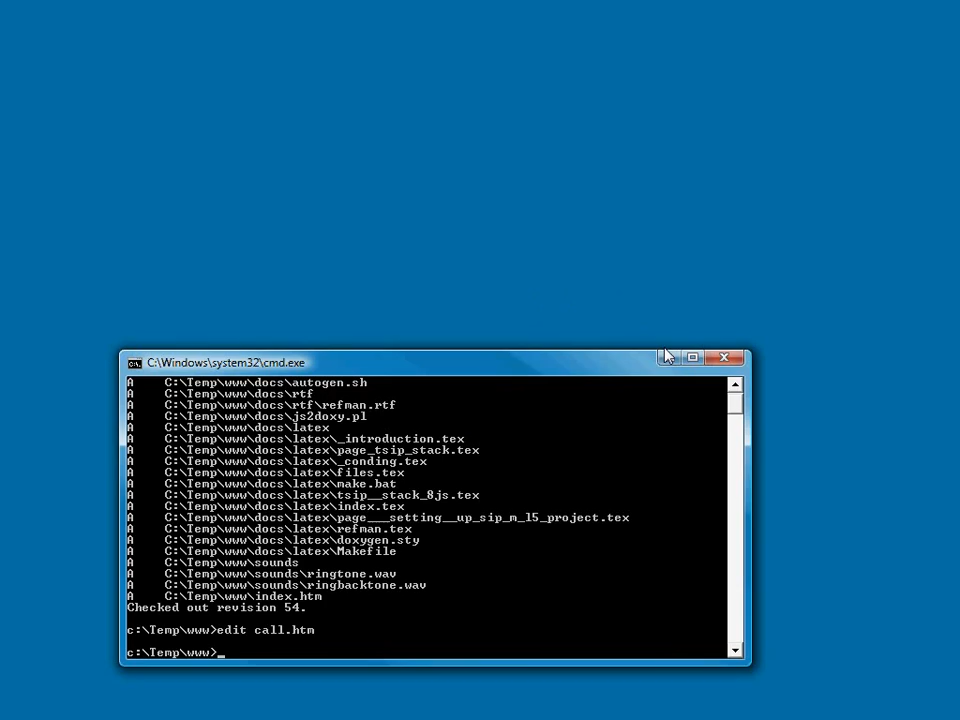 C:\Windows\system32\cmd.exe
A    C:\Temp\www\docs\autogen.sh
A    C:\Temp\www\docs\rtf
A    C:\Temp\www\docs\rtf\refman.rtf
A    C:\Temp\www\docs\js2doxy.pl
A    C:\Temp\www\docs\latex
A    C:\Temp\www\docs\latex\_introduction.tex
A    C:\Temp\www\docs\latex\page_tsip_stack.tex
A    C:\Temp\www\docs\latex\_conding.tex
A    C:\Temp\www\docs\latex\files.tex
A    C:\Temp\www\docs\latex\make.bat
A    C:\Temp\www\docs\latex\tsip__stack_8js.tex
A    C:\Temp\www\docs\latex\index.tex
A    C:\Temp\www\docs\latex\page___setting__up_sip_m_l5_project.tex
A    C:\Temp\www\docs\latex\refman.tex
A    C:\Temp\www\docs\latex\doxygen.sty
A    C:\Temp\www\docs\latex\Makefile
A    C:\Temp\www\sounds
A    C:\Temp\www\sounds\ringtone.wav
A    C:\Temp\www\sounds\ringbacktone.wav
A    C:\Temp\www\index.htm
Checked out revision 54.
c:\Temp\www>edit call.htm
c:\Temp\www>_